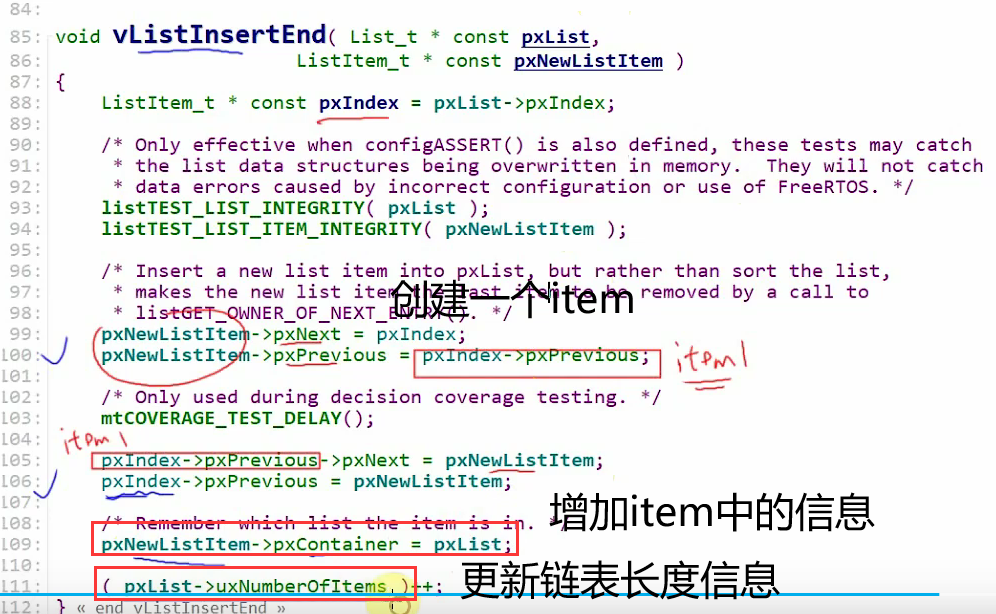 84:
85: void vListInsertEnd( List_t * const pxList,
86: ListItem_t * const pxNewListItem )
87: {
88: ListItem_t * const pxIndex = pxList->pxIndex;
89:
90: /* Only effective when configASSERT() is also defined, these tests may catch
91: * the list data structures being overwritten in memory. They will not catch
92: * data errors caused by incorrect configuration or use of FreeRTOS. */
93: listTEST_LIST_INTEGRITY( pxList );
94: listTEST_LIST_ITEM_INTEGRITY( pxNewListItem );
95:
96: /* Insert a new list item into pxList, but rather than sort the list,
97: * makes the new list item the last item to be removed by a call to
创建一个item
98: * listGET_OWNER_OF_NEXT_ENTRY(). */
99: pxNewListItem->pxNext = pxIndex;
100: pxNewListItem->pxPrevious = pxIndex->pxPrevious; item1
101:
102: /* Only used during decision coverage testing. */
103: mtCOVERAGE_TEST_DELAY();
104:
item1
105: pxIndex->pxPrevious->pxNext = pxNewListItem;
106: pxIndex->pxPrevious = pxNewListItem;
107:
108: /* Remember which list the item is in. *
增加item中的信息
109: pxNewListItem->pxContainer = pxList;
110:
111: ( pxList->uxNumberOfItems )++;
更新链表长度信息
112: } « end vListInsertEnd »